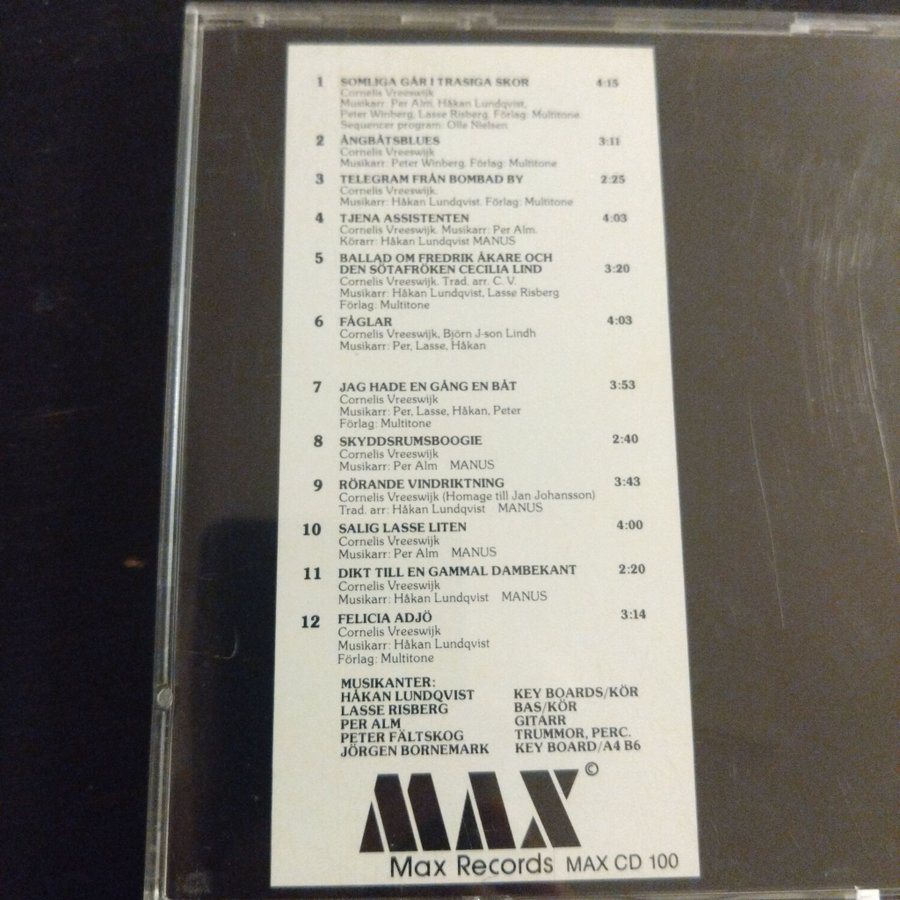 1 SOMLIGA GÅR I TRASIGA SKOR 4:15
Cornelis Vreeswijk
Musikarr: Per Alm, Håkan Lundqvist,
Peter Winberg, Lasse Risberg. Förlag: Multitone
Sequencer program: Olle Nielsen
2 ÅNGBÅTSBLUES 3:11
Cornelis Vreeswijk
Musikarr: Peter Winberg. Förlag: Multitone
3 TELEGRAM FRÅN BOMBAD BY 2:25
Cornelis Vreeswijk.
Musikarr: Håkan Lundqvist. Förlag: Multitone
4 TJENA ASSISTENTEN 4:03
Cornelis Vreeswijk. Musikarr: Per Alm.
Körarr: Håkan Lundqvist MANUS
5 BALLAD OM FREDRIK ÅKARE OCH
DEN SÖTAFRÖKEN CECILIA LIND 3:20
Cornelis Vreeswijk. Trad. arr. C. V.
Musikarr: Håkan Lundqvist, Lasse Risberg
Förlag: Multitone
6 FÅGLAR 4:03
Cornelis Vreeswijk, Björn J-son Lindh
Musikarr: Per, Lasse, Håkan
7 JAG HADE EN GÅNG EN BÅT 3:53
Cornelis Vreeswijk
Musikarr: Per, Lasse, Håkan, Peter
Förlag: Multitone
8 SKYDDSRUMSBOOGIE 2:40
Cornelis Vreeswijk
Musikarr: Per Alm MANUS
9 RÖRANDE VINDRIKTNING 3:43
Cornelis Vreeswijk (Homage till Jan Johansson)
Trad. arr: Håkan Lundqvist MANUS
10 SALIG LASSE LITEN 4:00
Cornelis Vreeswijk
Musikarr: Per Alm MANUS
11 DIKT TILL EN GAMMAL DAMBEKANT 2:20
Cornelis Vreeswijk
Musikarr: Håkan Lundqvist MANUS
12 FELICIA ADJÖ 3:14
Cornelis Vreeswijk
Musikarr: Håkan Lundqvist
Förlag: Multitone
MUSIKANTER:
HÅKAN LUNDQVIST KEY BOARDS/KÖR
LASSE RISBERG BAS/KÖR
PER ALM GITARR
PETER FÄLTSKOG TRUMMOR, PERC.
JÖRGEN BORNEMARK KEY BOARD/A4 B6
MAX ©
Max Records MAX CD 100